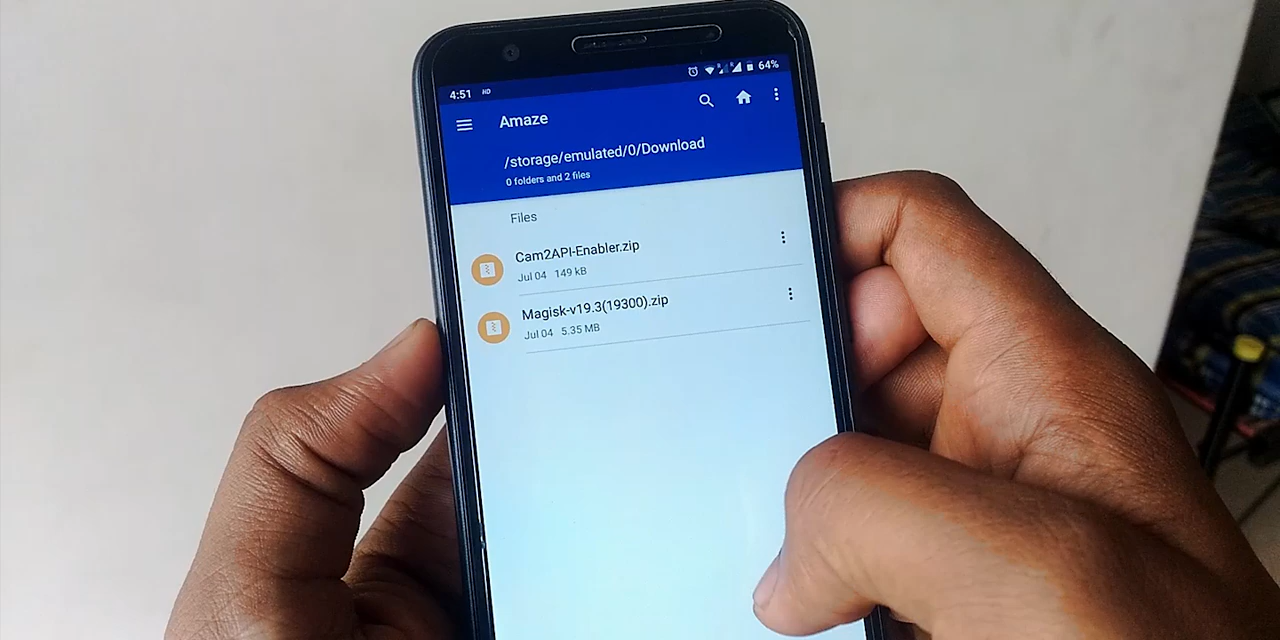 4:51 HD 64%
Amaze
/storage/emulated/0/Download
0 folders and 2 files
Files
Cam2API-Enabler.zip
Jul 04 149 kB
Magisk-v19.3(19300).zip
Jul 04 5.35 MB